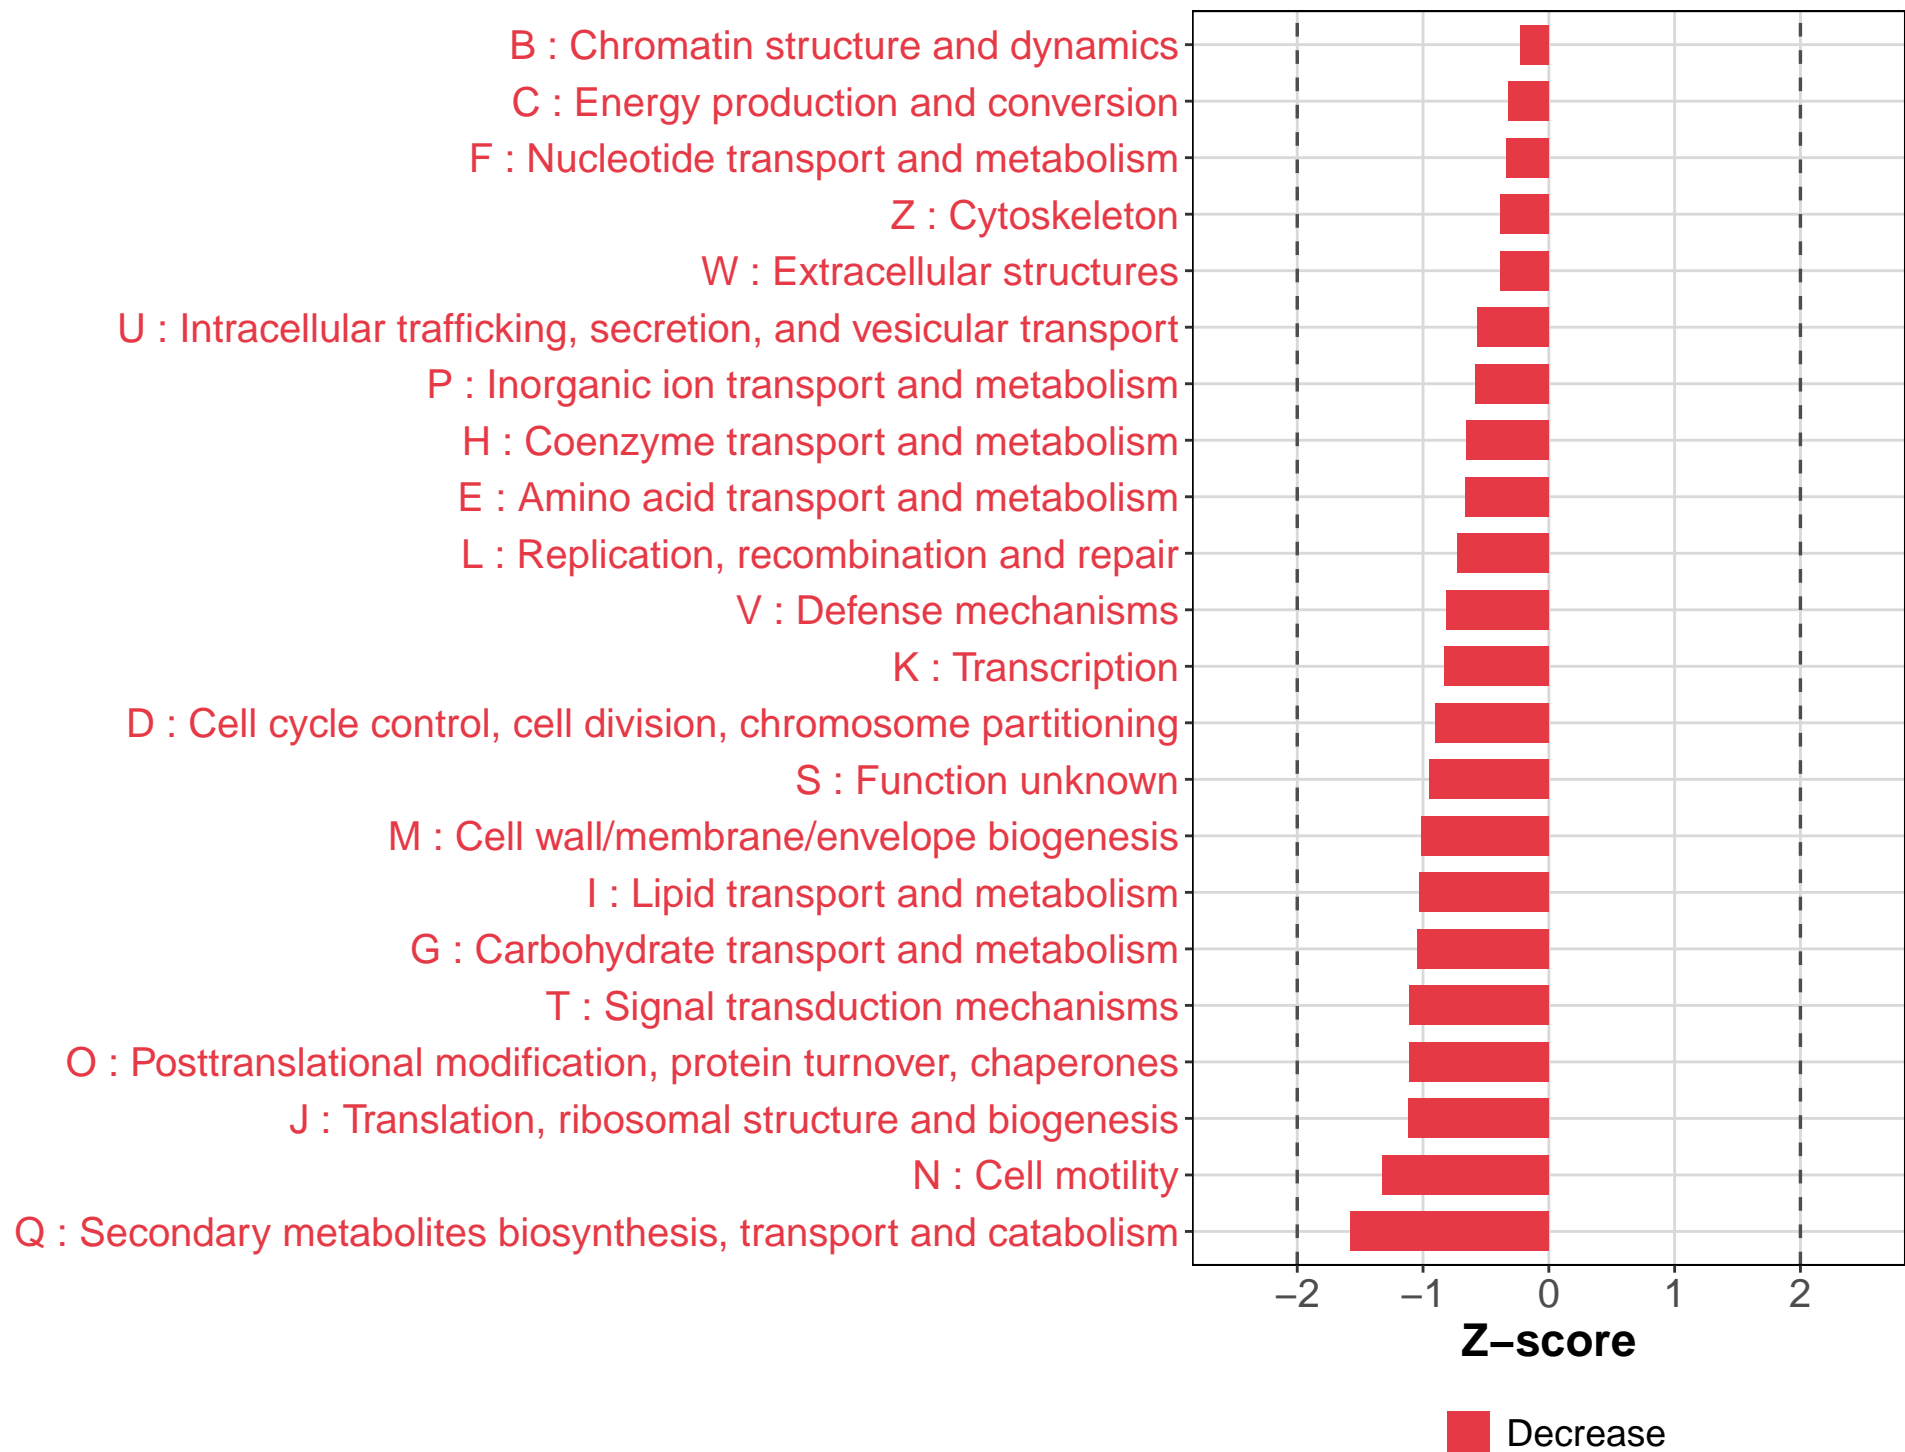 B : Chromatin structure and dynamics
C : Energy production and conversion
F : Nucleotide transport and metabolism
Z : Cytoskeleton
W : Extracellular structures
U : Intracellular trafficking, secretion, and vesicular transport
P : Inorganic ion transport and metabolism
H : Coenzyme transport and metabolism
E : Amino acid transport and metabolism
L : Replication, recombination and repair
V : Defense mechanisms
K : Transcription
D : Cell cycle control, cell division, chromosome partitioning
S : Function unknown
M : Cell wall/membrane/envelope biogenesis
I : Lipid transport and metabolism
G : Carbohydrate transport and metabolism
T : Signal transduction mechanisms
O : Posttranslational modification, protein turnover, chaperones
J : Translation, ribosomal structure and biogenesis
N : Cell motility
Q : Secondary metabolites biosynthesis, transport and catabolism
−2 −1 0 1 2
Z−score
Decrease